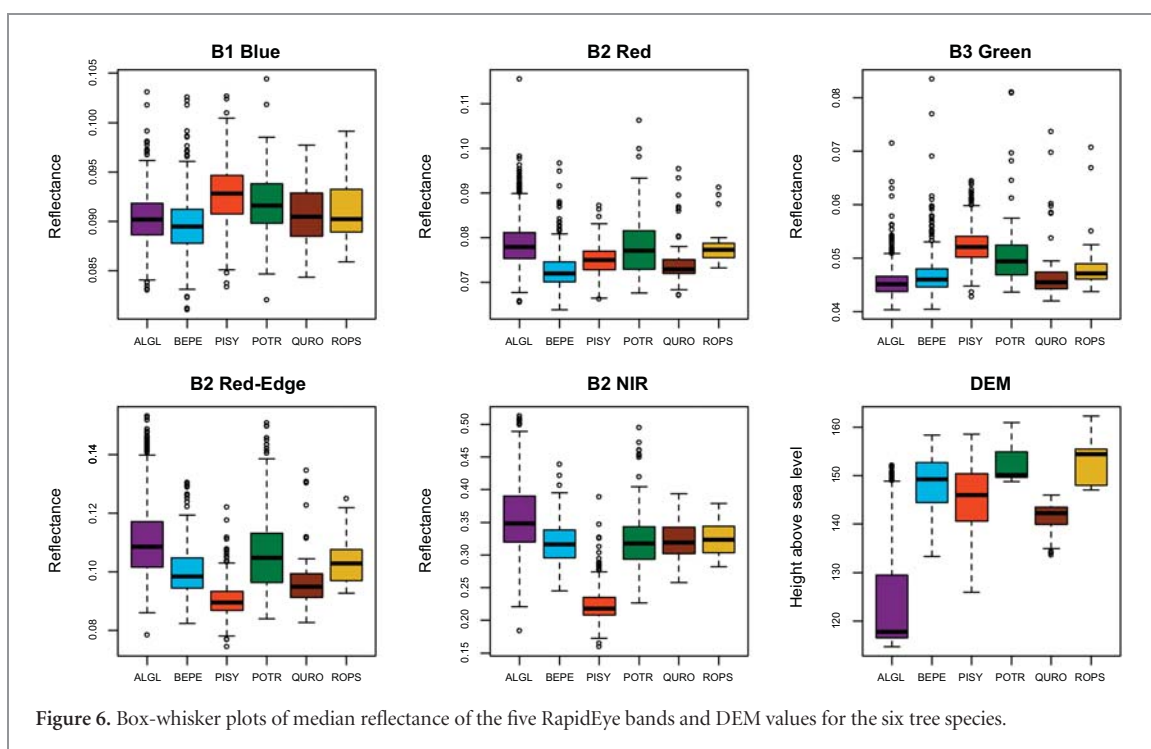 B1 Blue
Reflectance
0.105
0.100
0.095
0.090
0.085
ALGL BEPE PISY POTR QURO ROPS
B2 Red
Reflectance
0.11
0.10
0.09
0.08
0.07
ALGL BEPE PISY POTR QURO ROPS
B3 Green
Reflectance
0.08
0.07
0.06
0.05
0.04
ALGL BEPE PISY POTR QURO ROPS
B2 Red-Edge
Reflectance
0.14
0.12
0.10
0.08
ALGL BEPE PISY POTR QURO ROPS
B2 NIR
Reflectance
0.50
0.45
0.40
0.35
0.30
0.25
0.20
0.15
ALGL BEPE PISY POTR QURO ROPS
DEM
Height above sea level
160
150
140
130
120
ALGL BEPE PISY POTR QURO ROPS
Figure 6. Box-whisker plots of median reflectance of the five RapidEye bands and DEM values for the six tree species.